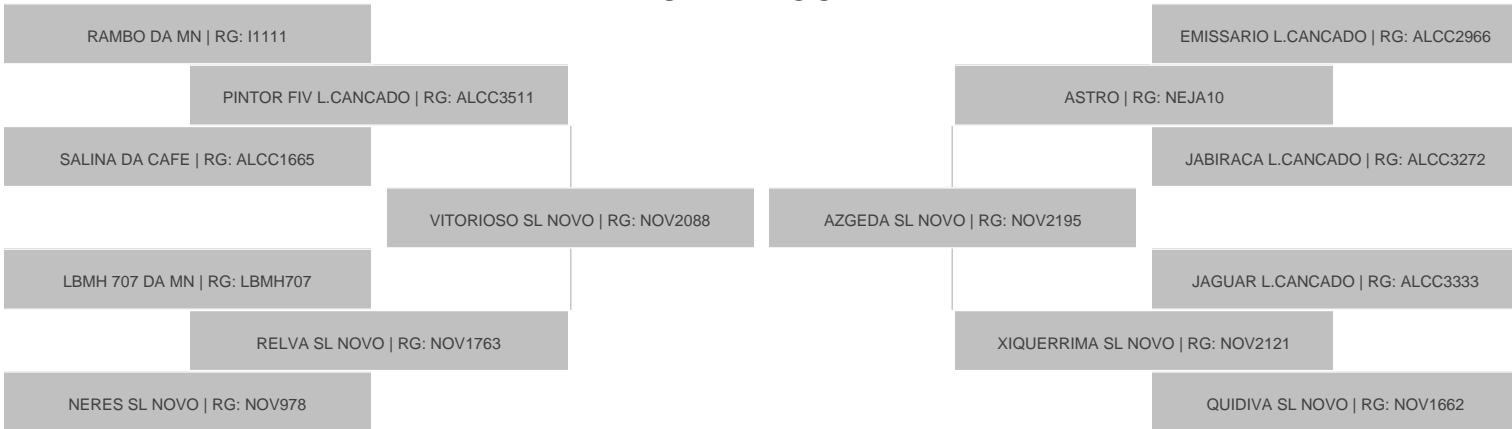 RAMBO DA MN | RG: I1111
EMISSARIO L.CANCADO | RG: ALCC2966
PINTOR FIV L.CANCADO | RG: ALCC3511
ASTRO | RG: NEJA10
SALINA DA CAFE | RG: ALCC1665
JABIRACA L.CANCADO | RG: ALCC3272
VITORIOSO SL NOVO | RG: NOV2088
AZGEDA SL NOVO | RG: NOV2195
LBMH 707 DA MN | RG: LBMH707
JAGUAR L.CANCADO | RG: ALCC3333
RELVA SL NOVO | RG: NOV1763
XIQUERRIMA SL NOVO | RG: NOV2121
NERES SL NOVO | RG: NOV978
QUIDIVA SL NOVO | RG: NOV1662